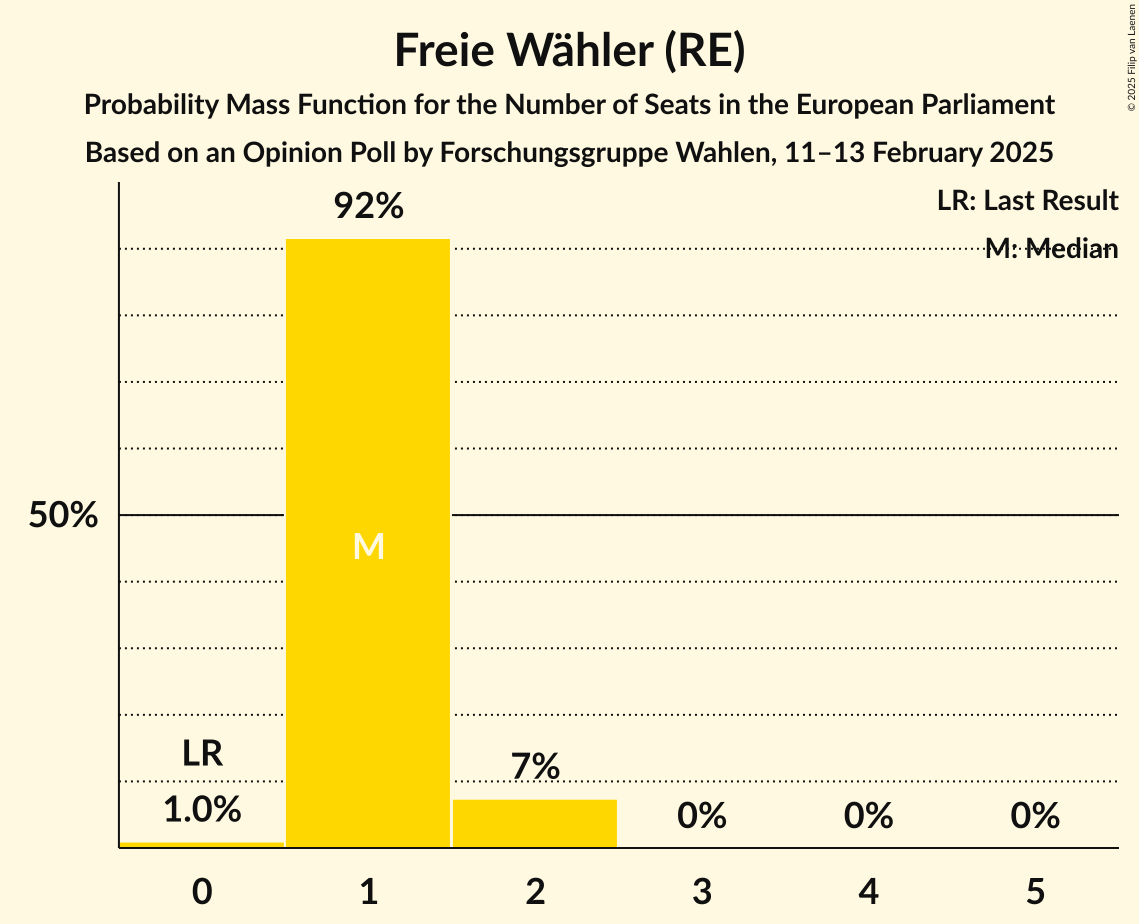 Freie Wähler (RE)
Probability Mass Function for the Number of Seats in the European Parliament
Based on an Opinion Poll by Forschungsgruppe Wahlen, 11–13 February 2025
© 2025 Filip van Laenen
LR: Last Result
M: Median
92%
50%
M
LR
1.0%
7%
0%
0%
0%
0
1
2
3
4
5